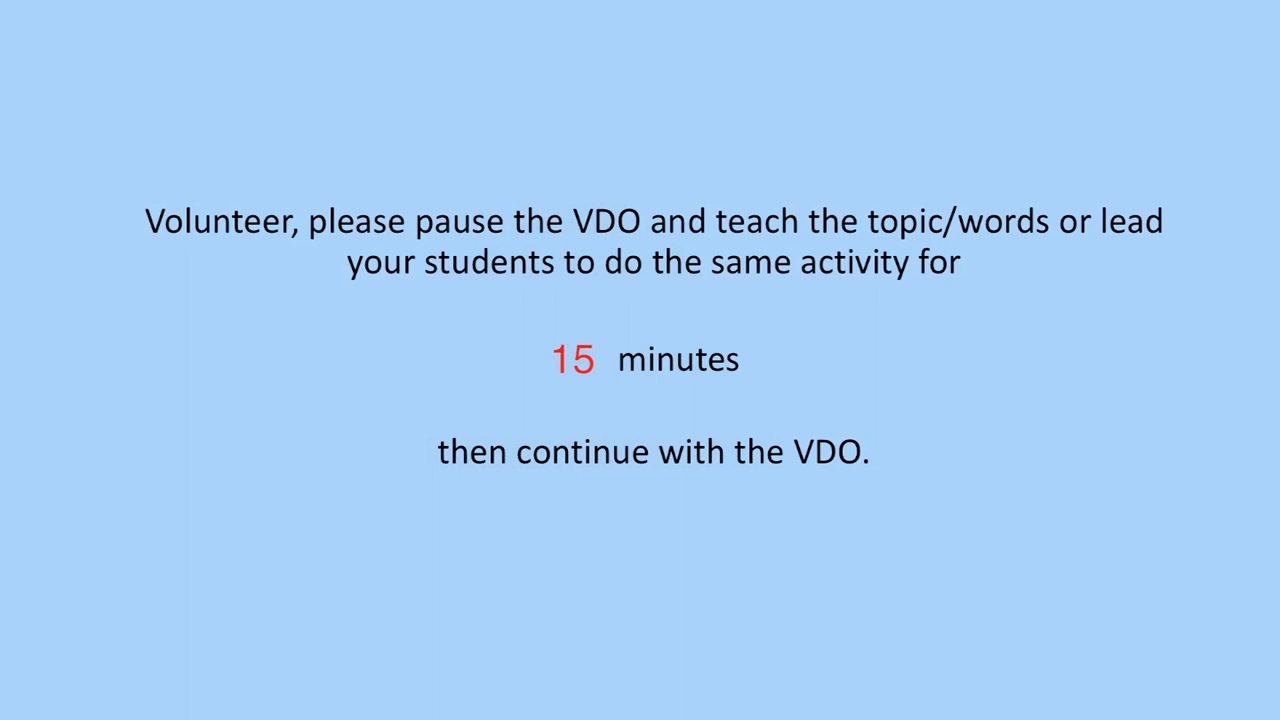 Volunteer, please pause the VDO and teach the topic/words or lead
your students to do the same activity for
15 minutes
then continue with the VDO.